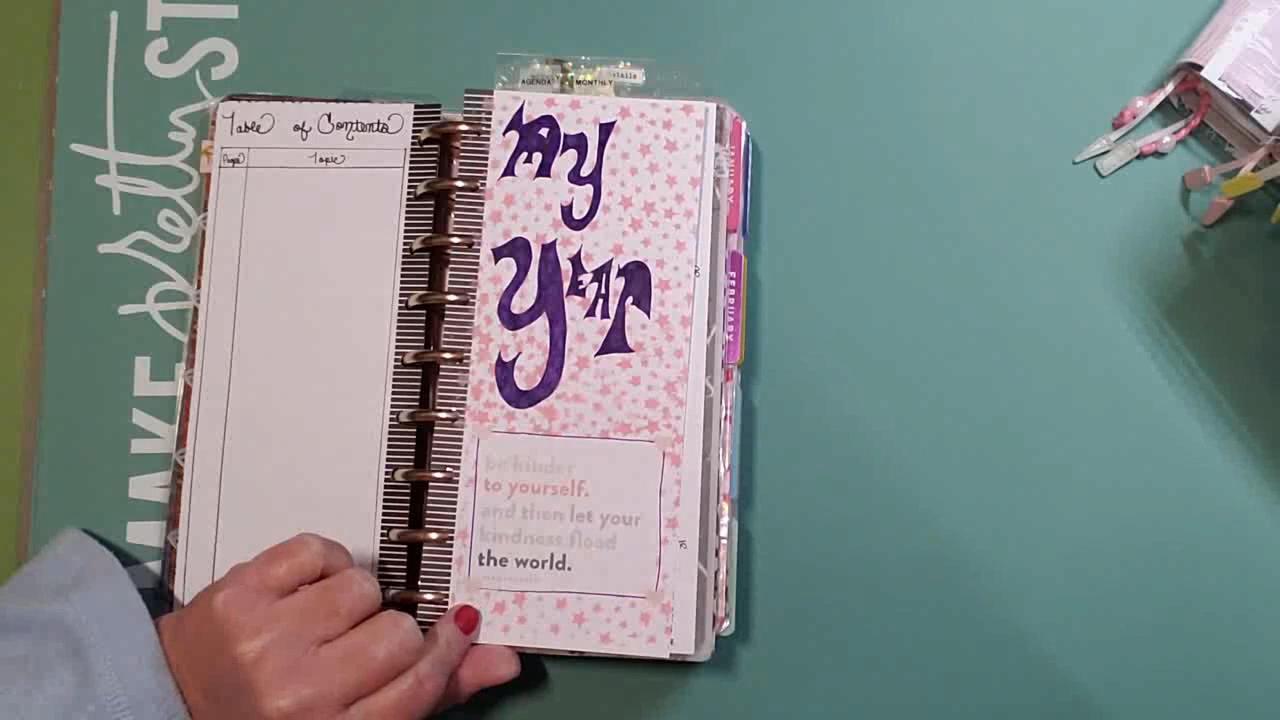 MAKE
pretty
ST
Table of Contents
Page
Topic
AGENDA
MONTHLY
My
Year
be kinder
to yourself.
and then let your
kindness flood
the world.
JANUARY
FEBRUARY